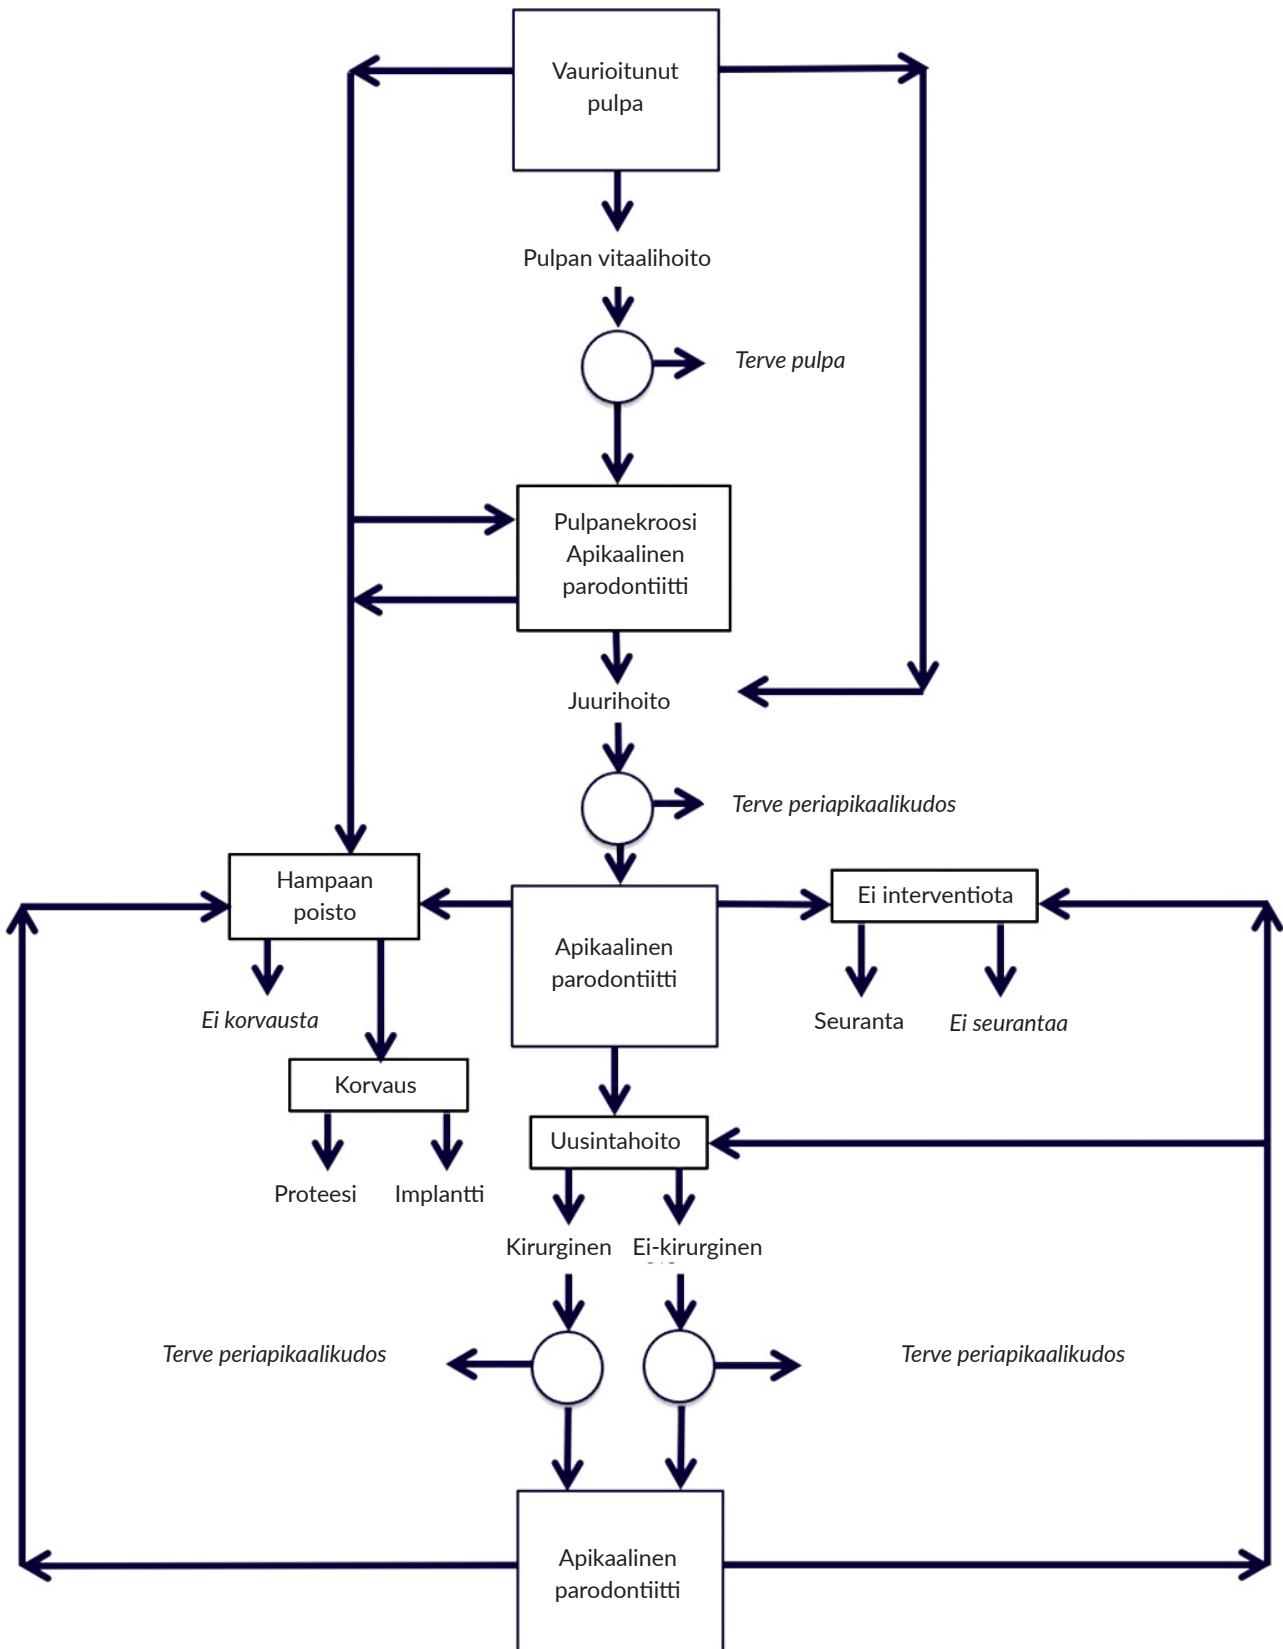 Vaurioitunut
pulpa
Pulpan vitaalihoito
Terve pulpa
Pulpanekroosi
Apikaalinen
parodontiitti
Juurihoito
Terve periapikaalikudos
Hampaan
poisto
Ei interventiota
Apikaalinen
parodontiitti
Ei korvausta
Seuranta
Ei seurantaa
Korvaus
Uusintahoito
Proteesi
Implantti
Kirurginen
Ei-kirurginen
Terve periapikaalikudos
Terve periapikaalikudos
Apikaalinen
parodontiitti